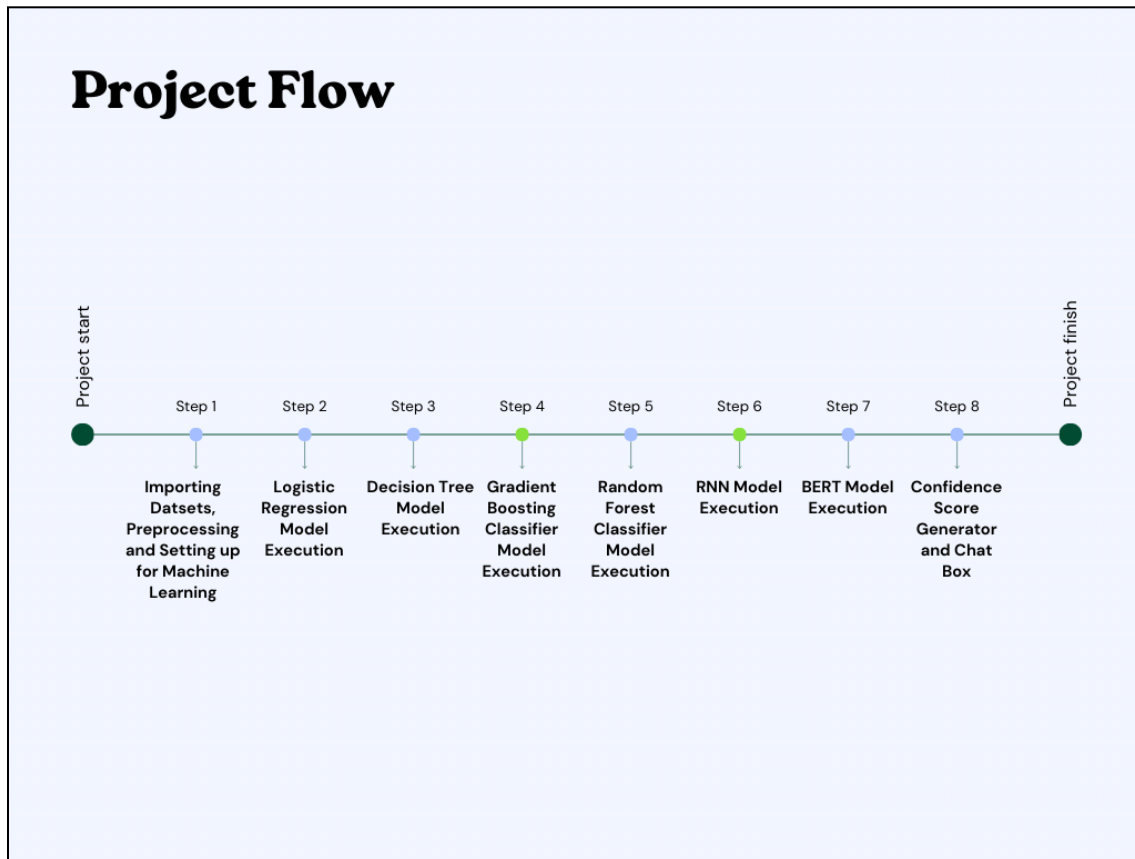 Project Flow
Project start
Project finish
Step 1
Step 2
Step 3
Step 4
Step 5
Step 6
Step 7
Step 8
Importing
Datsets,
Preprocessing
and Setting up
for Machine
Learning
Logistic
Regression
Model
Execution
Decision Tree
Model
Execution
Gradient
Boosting
Classifier
Model
Execution
Random
Forest
Classifier
Model
Execution
RNN Model
Execution
BERT Model
Execution
Confidence
Score
Generator
and Chat
Box